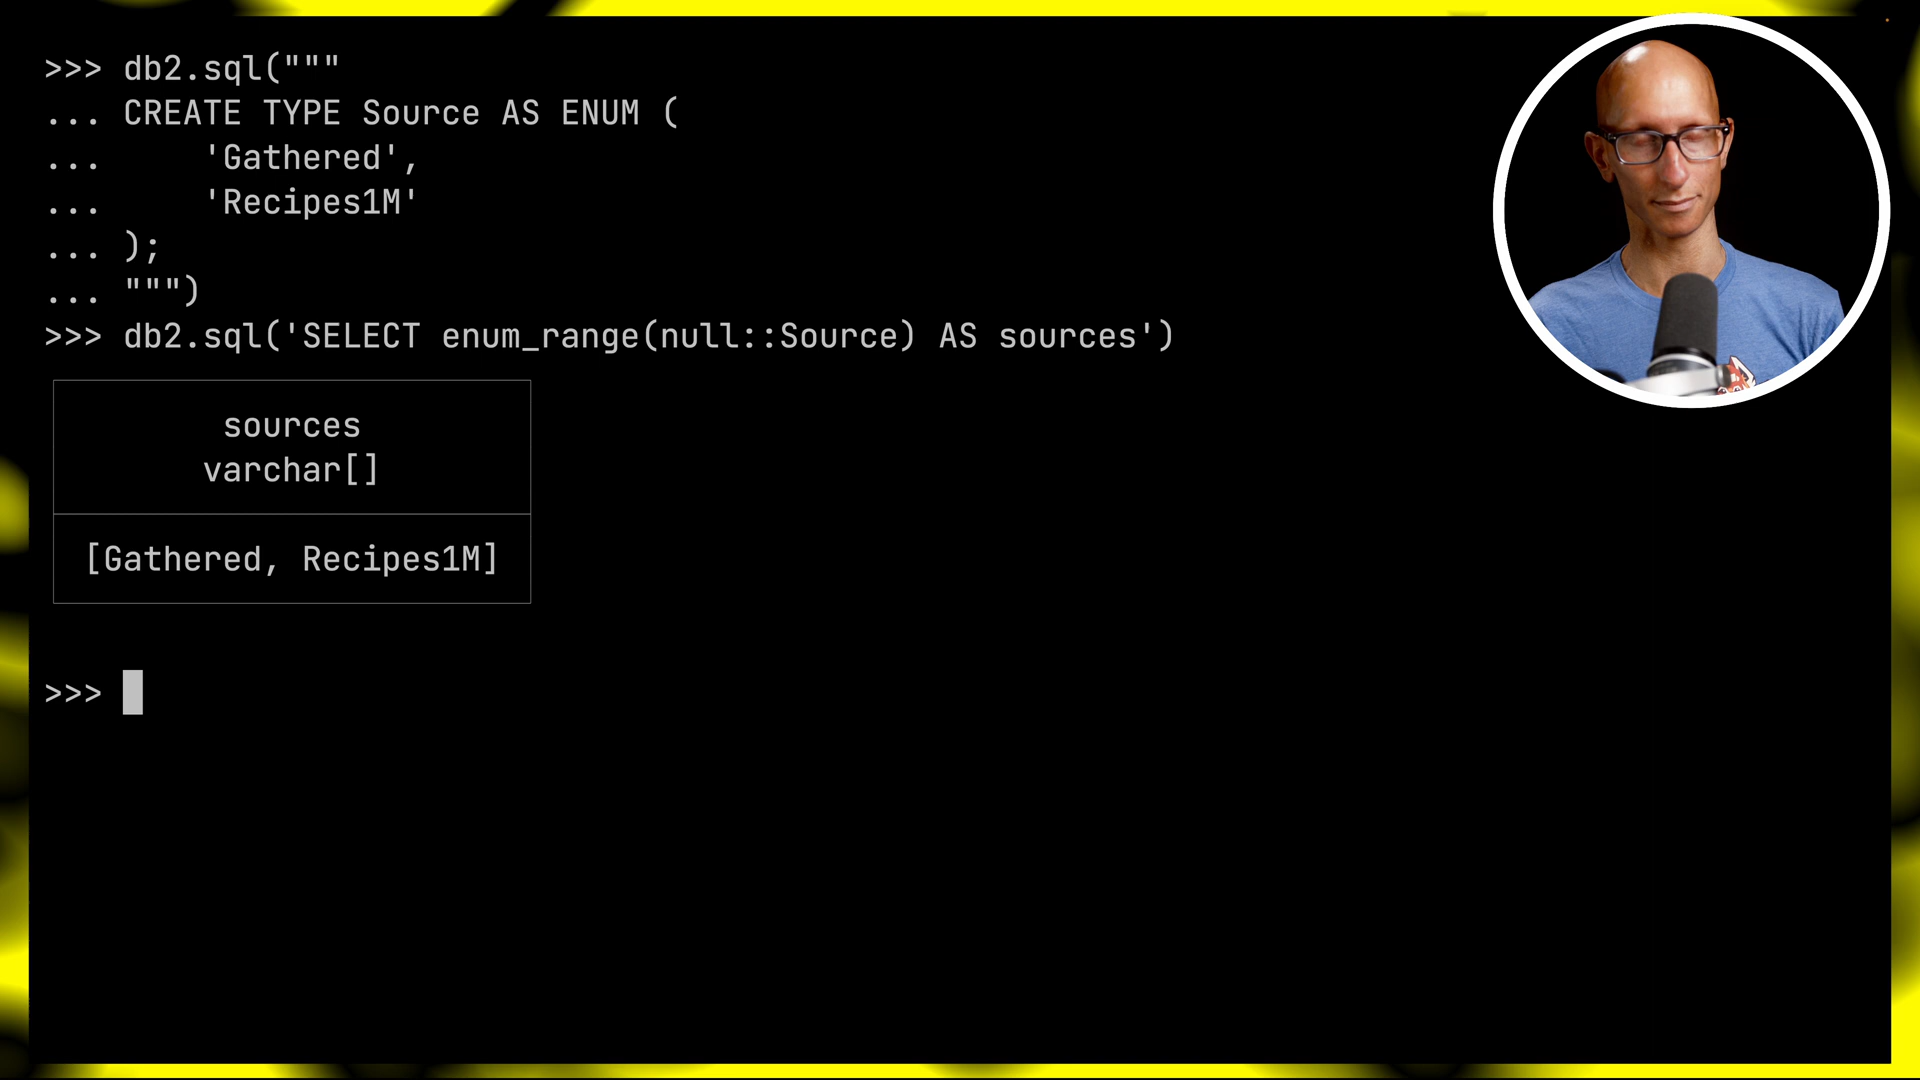 >>> db2.sql("""
... CREATE TYPE Source AS ENUM (
...     'Gathered',
...     'Recipes1M'
... );
... """)
>>> db2.sql('SELECT enum_range(null::Source) AS sources')
sources
varchar[]
[Gathered, Recipes1M]
>>>